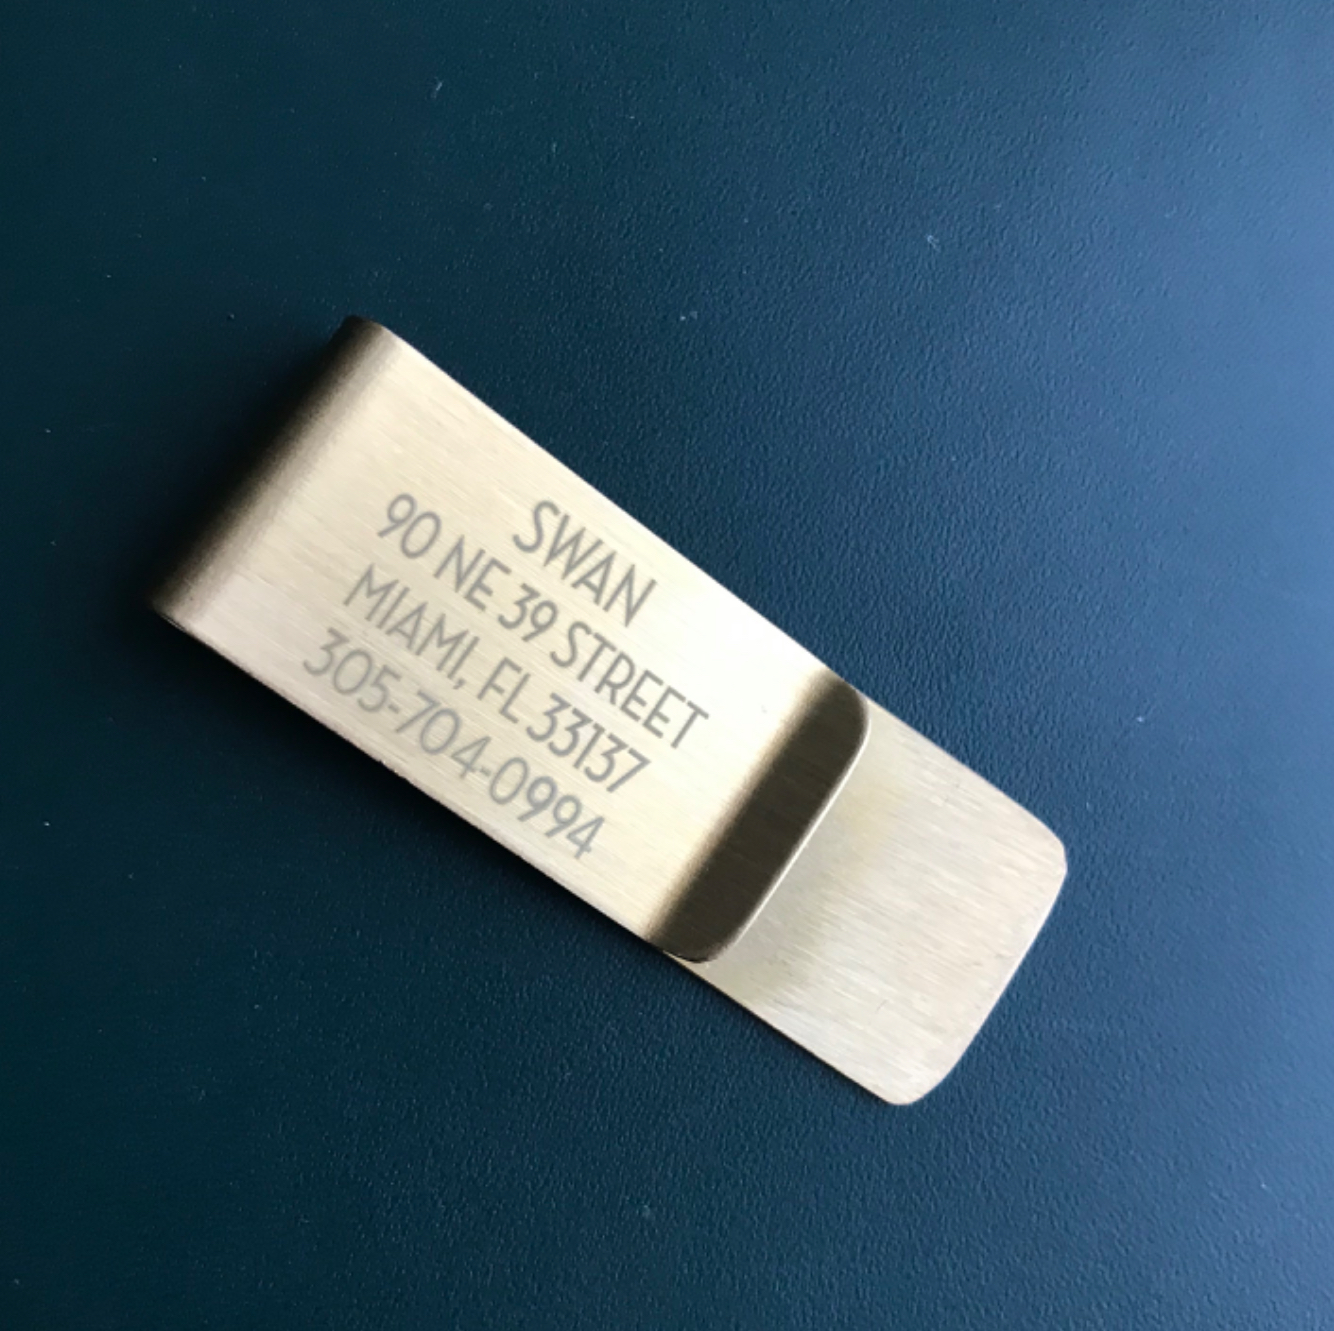 SWAN
90 NE 39 STREET
MIAMI, FL 33137
305-704-0994